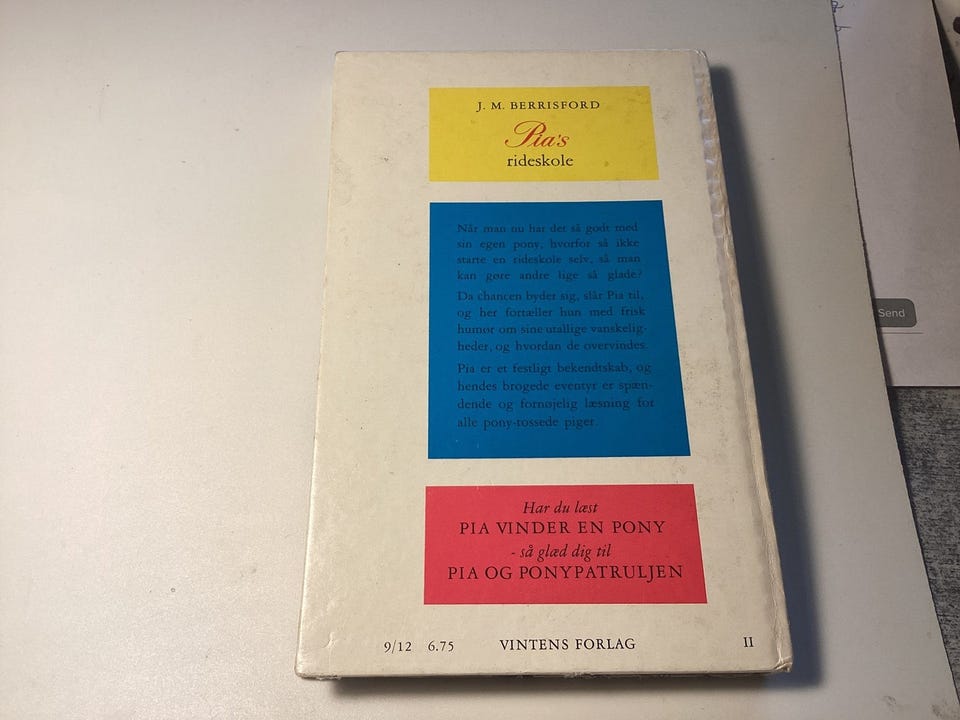 J. M. BERRISFORD
Pia's
rideskole
Når man nu har det så godt med
sin egen pony, hvorfor så ikke
starte en rideskole selv, så man
kan gøre andre lige så glade?
Da chancen byder sig, slår Pia til,
og her fortæller hun med frisk
humør om sine utallige vanskelig-
heder, og hvordan de overvindes.
Pia er et festligt bekendtskab, og
hendes brogede eventyr er spæn-
dende og fornøjelig læsning for
alle pony-tossede piger.
Har du læst
PIA VINDER EN PONY
- så glæd dig til
PIA OG PONYPATRULJEN
9/12 6.75 VINTENS FORLAG II
Send